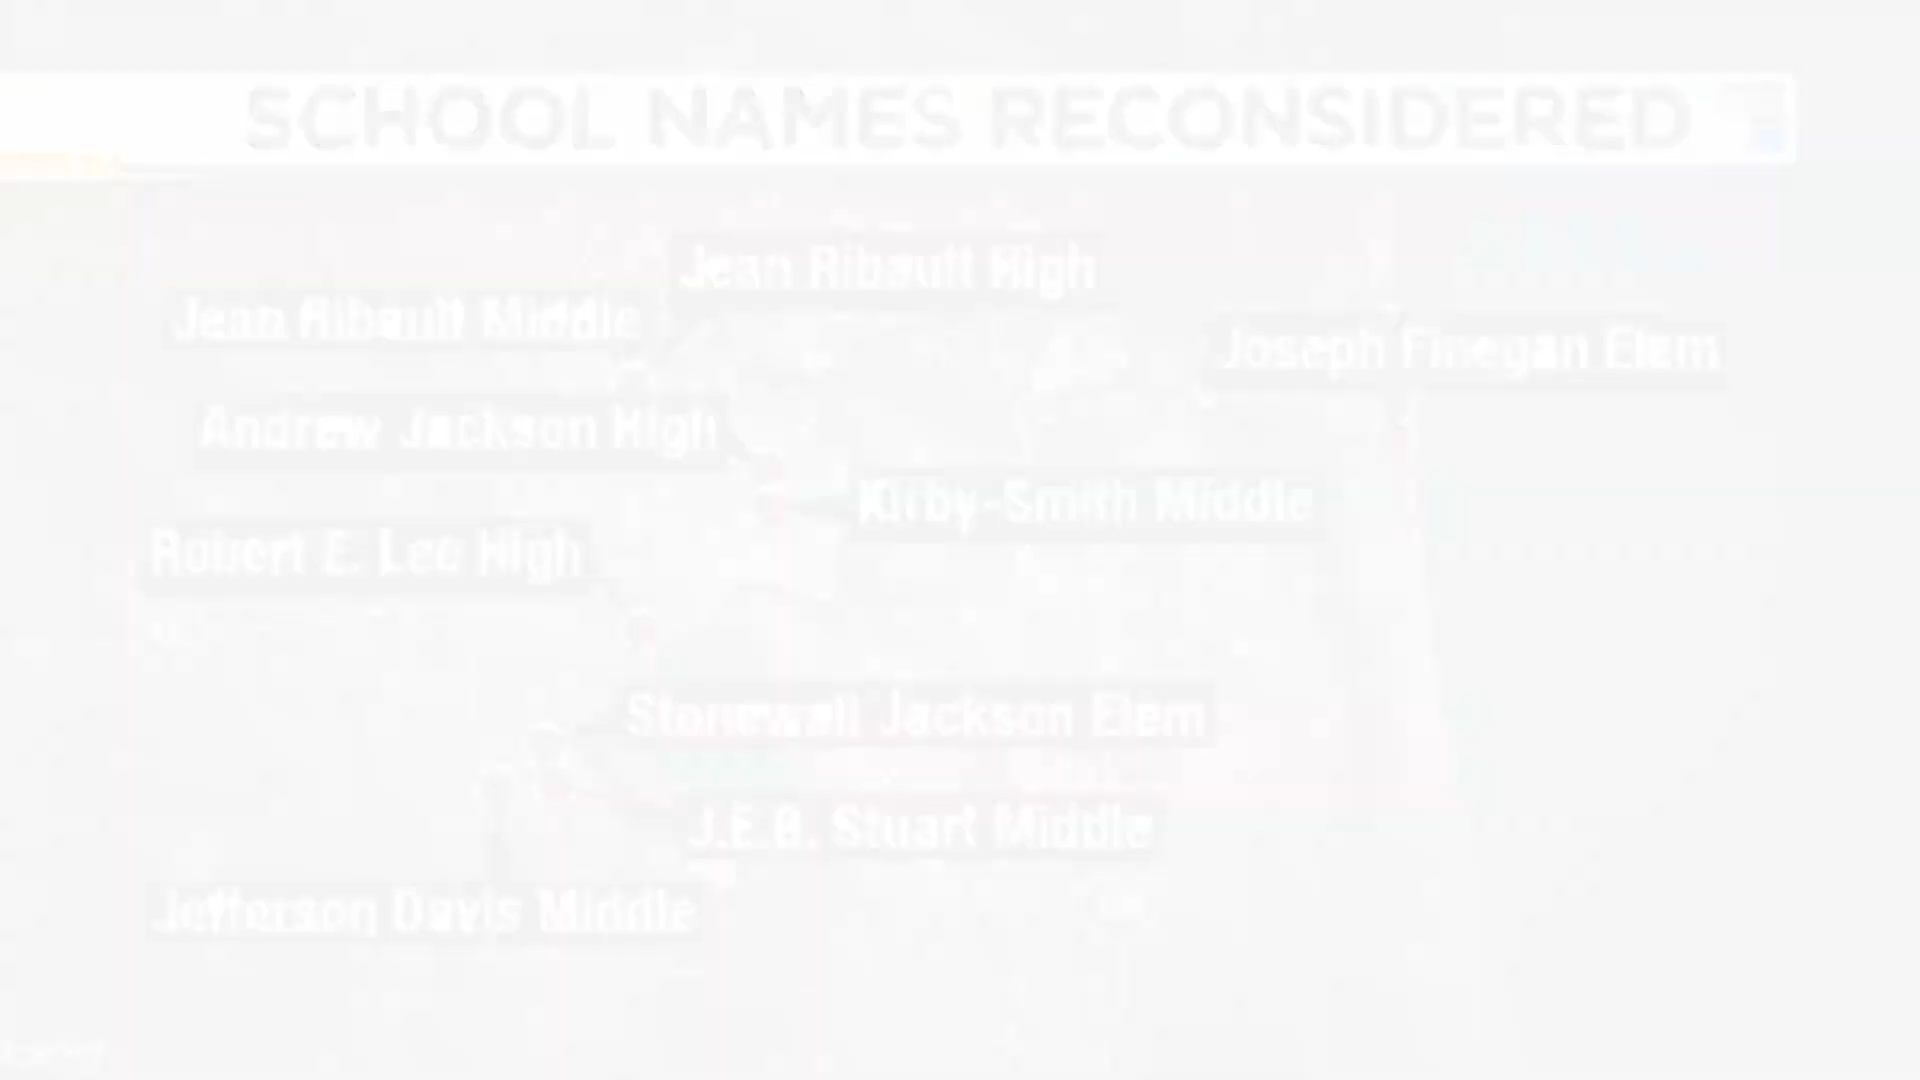 SCHOOL NAMES RECONSIDERED
Jean Ribault High
Jean Ribault Middle
Joseph Finegan Elem
Andrew Jackson High
Kirby-Smith Middle
Robert E. Lee High
Stonewall Jackson Elem
J.E.B. Stuart Middle
Jefferson Davis Middle